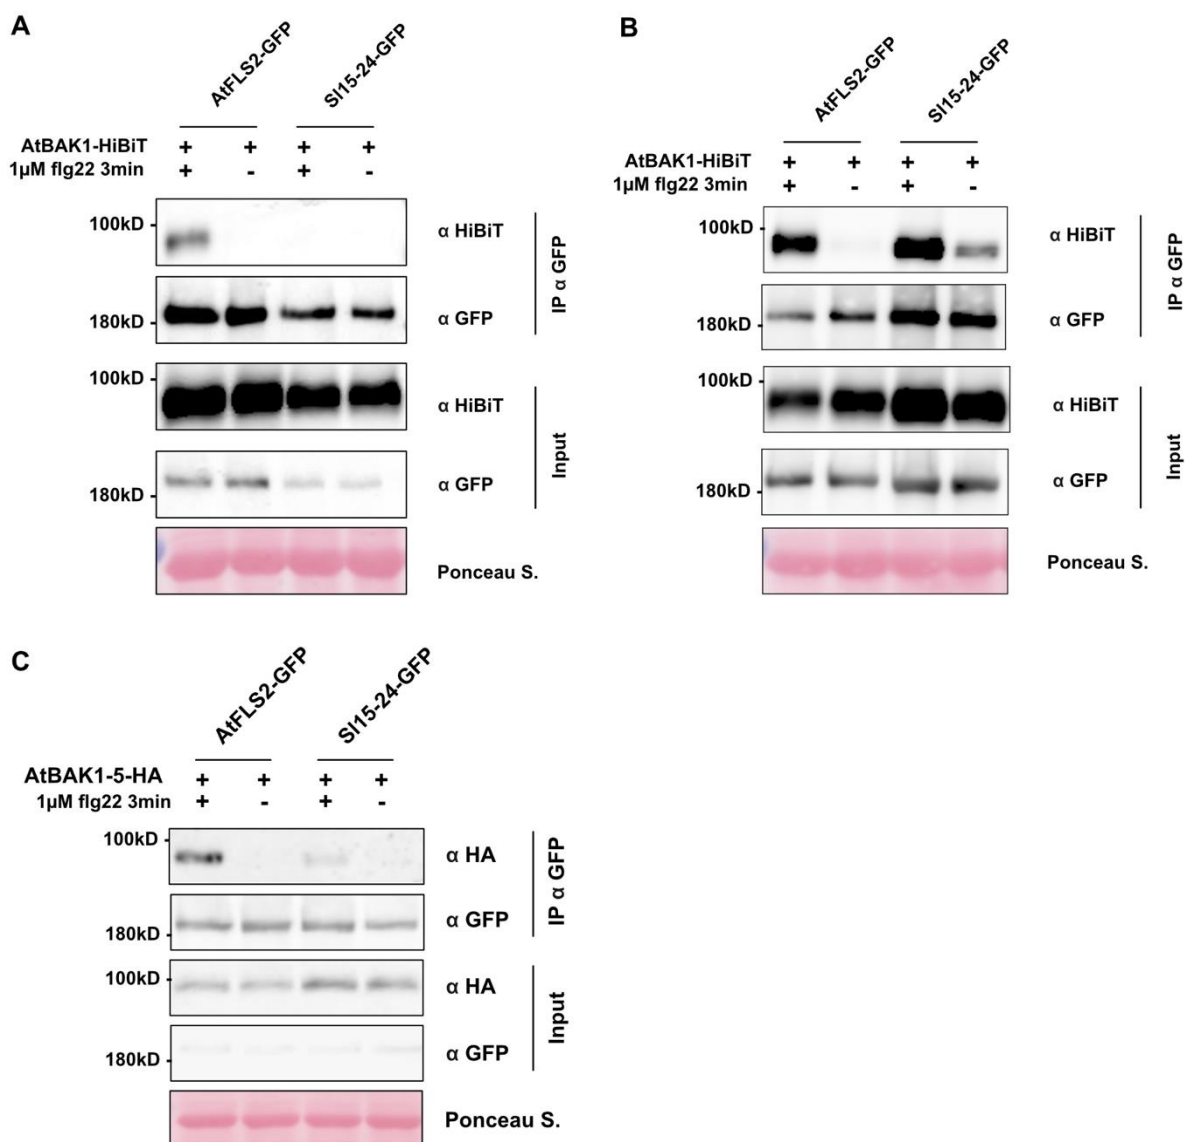 A
AtFLS2-GFP
Sl15-24-GFP
AtBAK1-HiBiT + + + +
1µM flg22 3min + - + -
100kD
α HiBiT
180kD
α GFP
IP α GFP
100kD
α HiBiT
180kD
α GFP
Input
Ponceau S.
B
AtFLS2-GFP
Sl15-24-GFP
AtBAK1-HiBiT + + + +
1µM flg22 3min + - + -
100kD
α HiBiT
180kD
α GFP
IP α GFP
100kD
α HiBiT
180kD
α GFP
Input
Ponceau S.
C
AtFLS2-GFP
Sl15-24-GFP
AtBAK1-5-HA + + + +
1µM flg22 3min + - + -
100kD
α HA
180kD
α GFP
IP α GFP
100kD
α HA
180kD
α GFP
Input
Ponceau S.